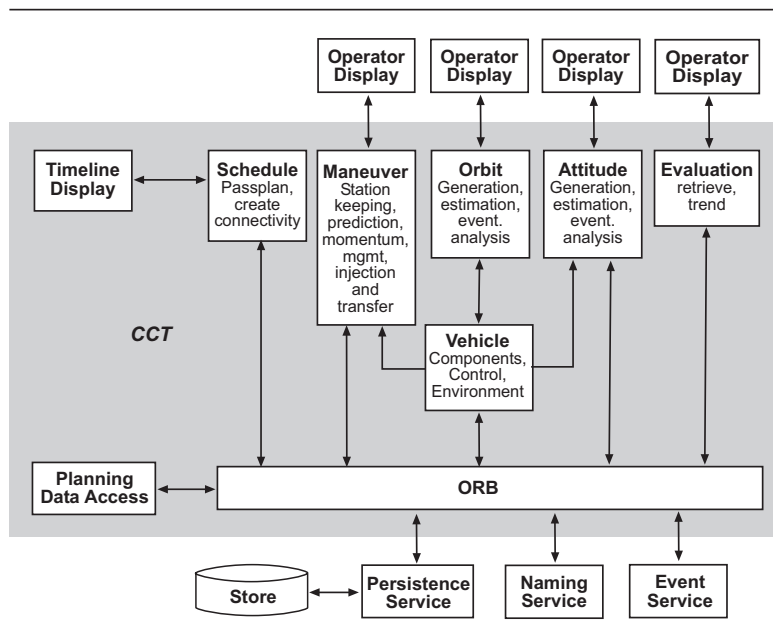 Operator
Display
Operator
Display
Operator
Display
Operator
Display
Timeline
Display
Schedule
Passplan,
create
connectivity
Maneuver
Station
keeping,
prediction,
momentum,
mgmt,
injection
and
transfer
Orbit
Generation,
estimation,
event.
analysis
Attitude
Generation,
estimation,
event.
analysis
Evaluation
retrieve,
trend
CCT
Vehicle
Components,
Control,
Environment
Planning
Data Access
ORB
Store
Persistence
Service
Naming
Service
Event
Service